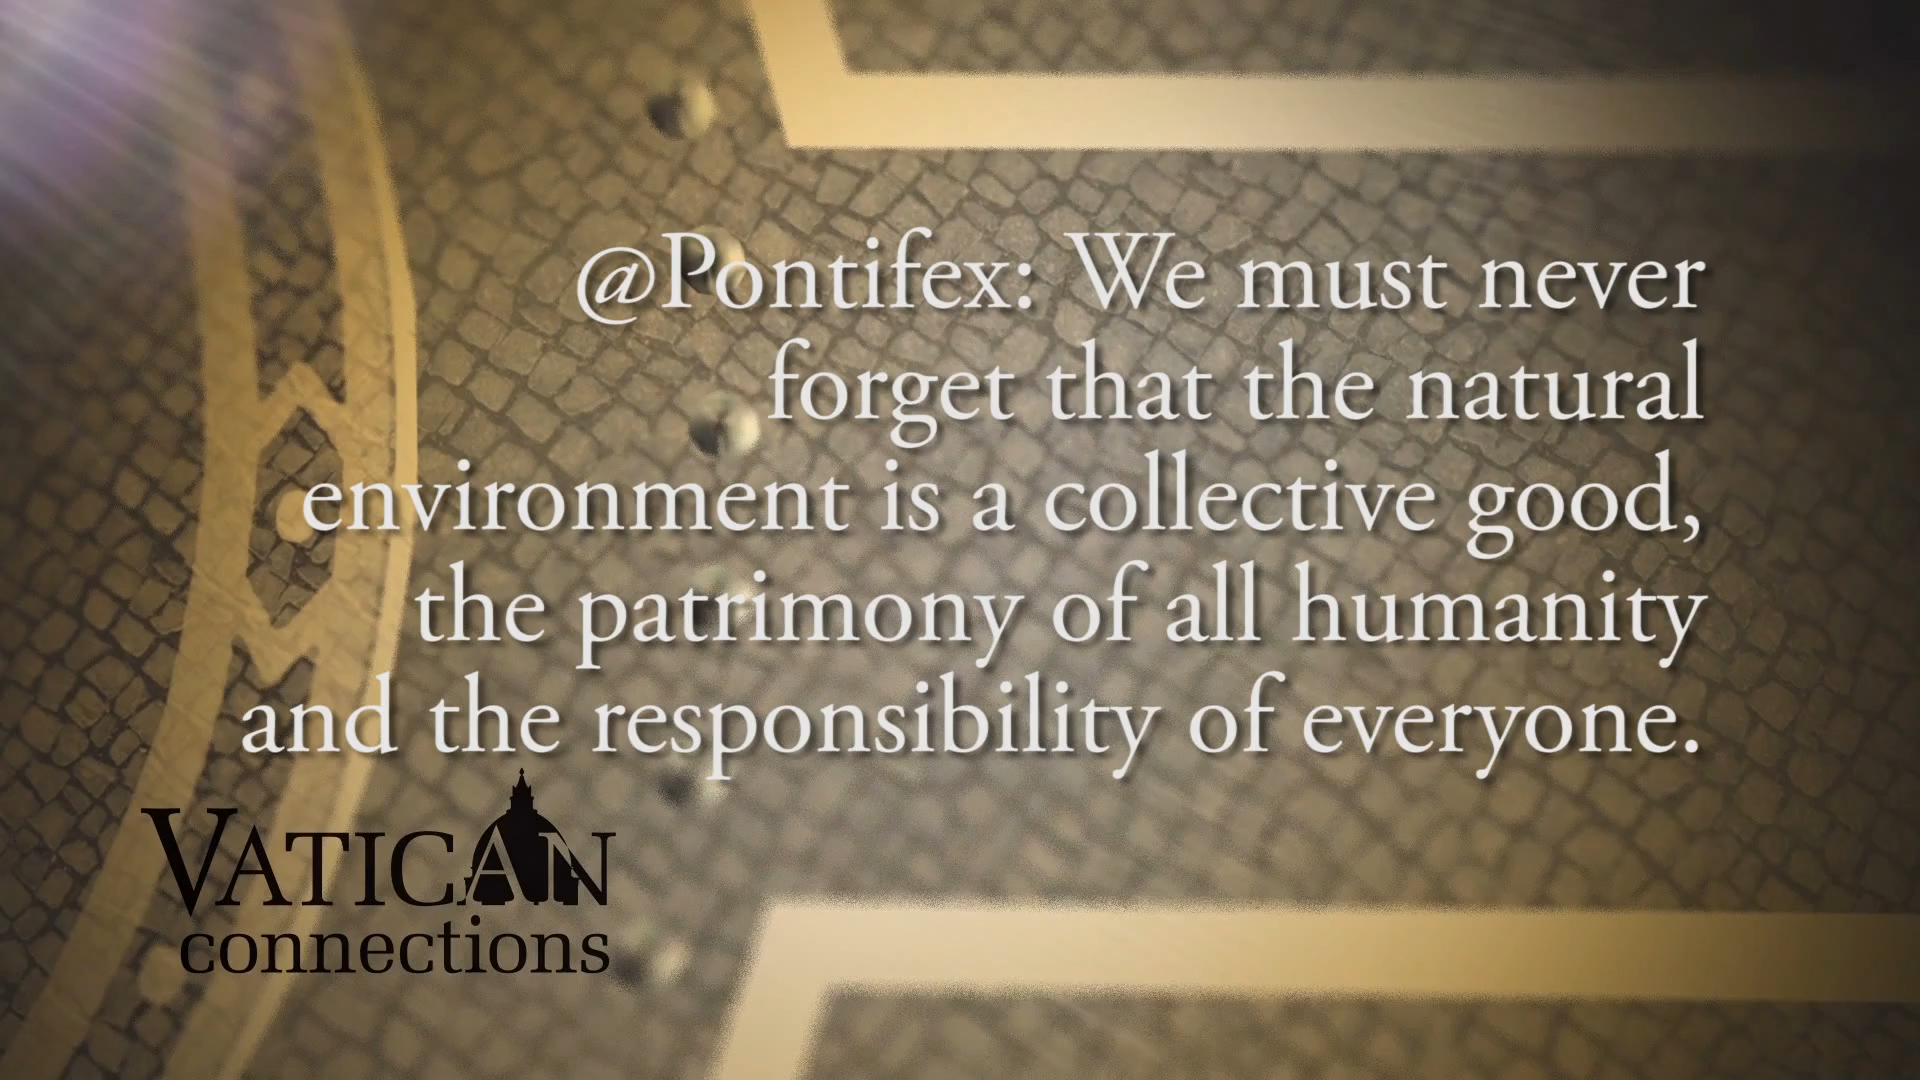 @Pontifex: We must never
forget that the natural
environment is a collective good,
the patrimony of all humanity
and the responsibility of everyone.
VATICAN
connections